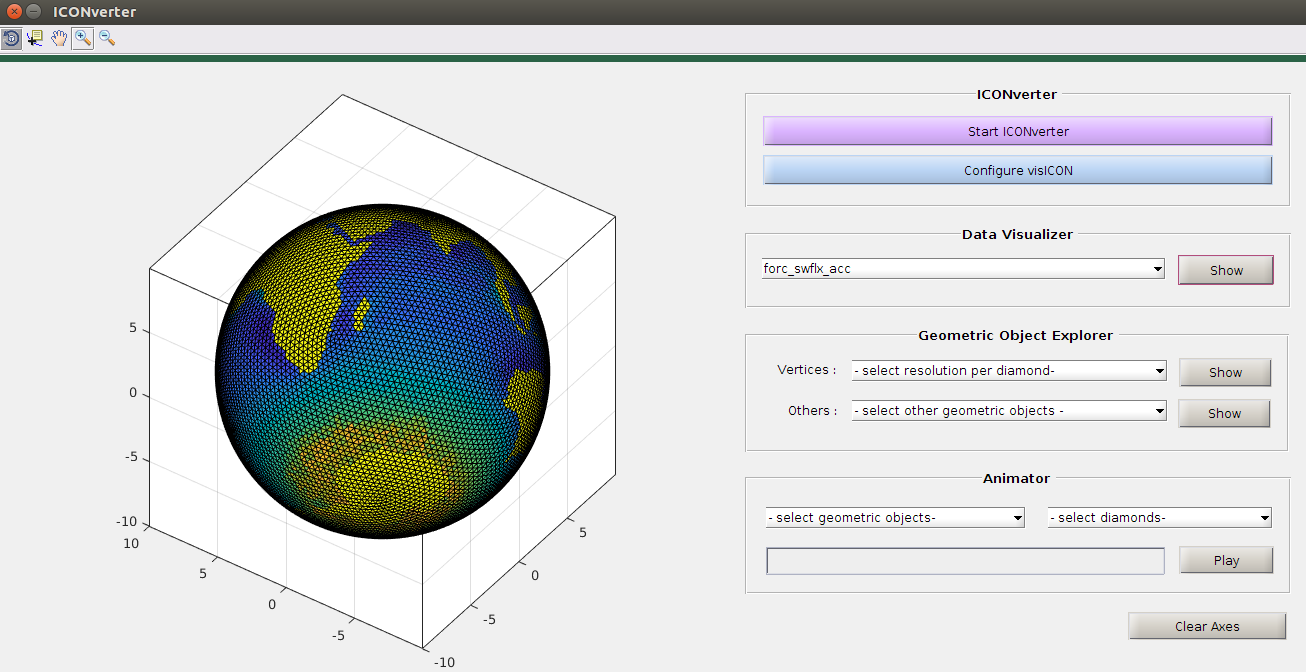 ICONverter
ICONverter
Start ICONverter
Configure visICON
Data Visualizer
forc_swflx_acc
Show
Geometric Object Explorer
Vertices :
- select resolution per diamond-
Show
Others :
- select other geometric objects -
Show
Animator
- select geometric objects-
- select diamonds-
Play
Clear Axes
5
0
-5
-10
10
5
0
-5
-10
-5
0
5